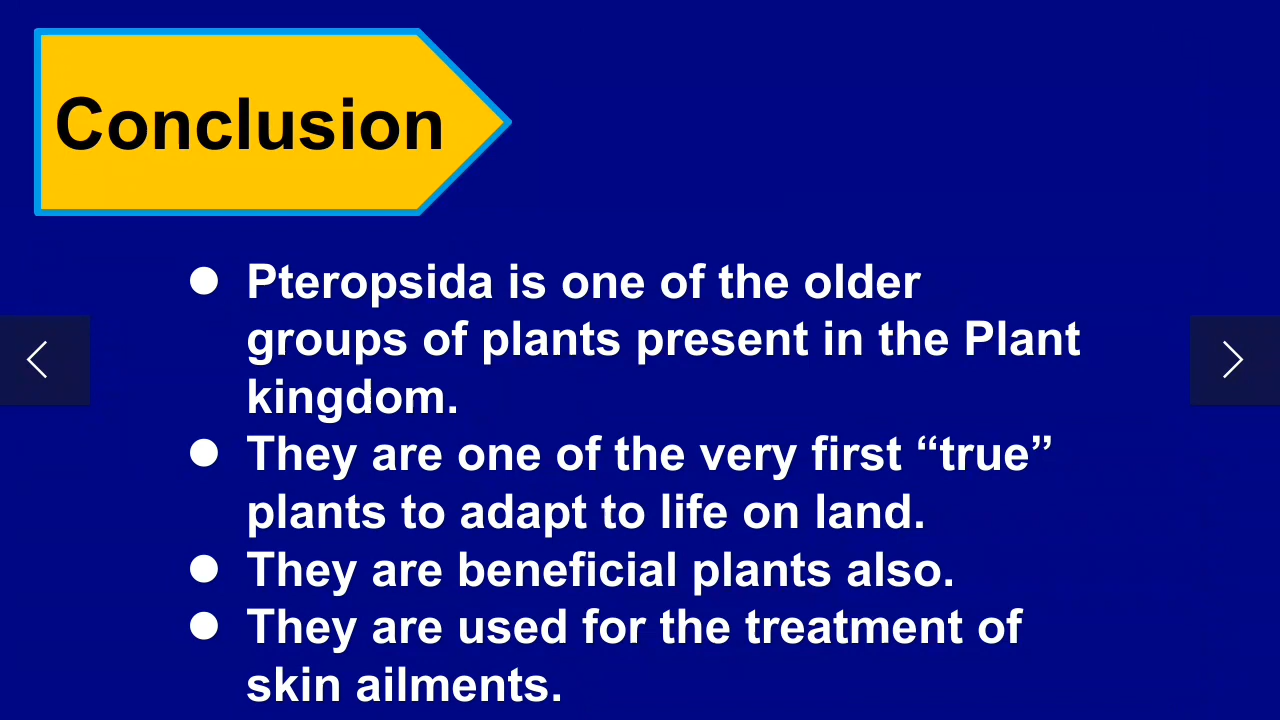 Conclusion
● Pteropsida is one of the older
groups of plants present in the Plant
kingdom.
● They are one of the very first “true”
plants to adapt to life on land.
● They are beneficial plants also.
● They are used for the treatment of
skin ailments.